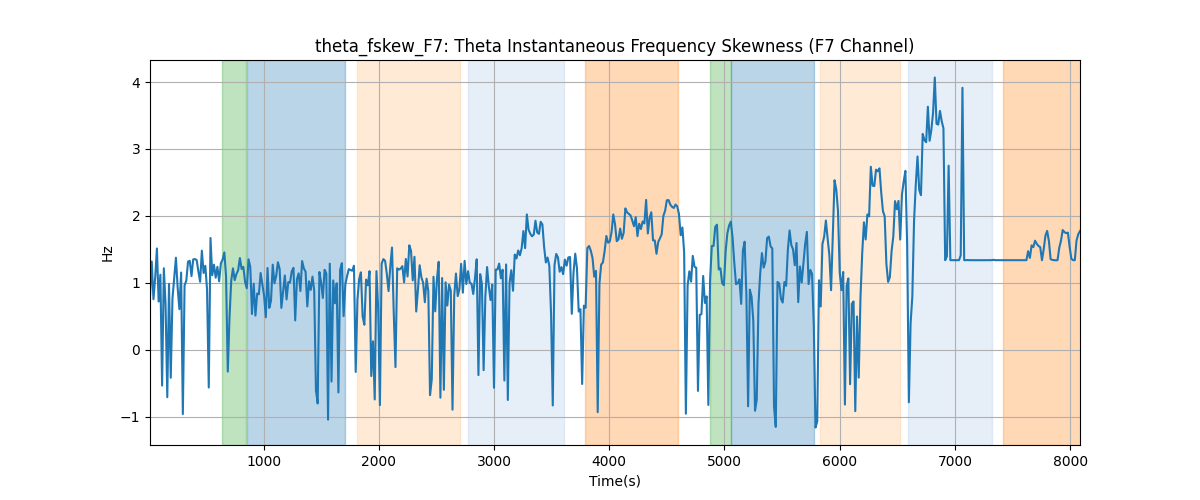 theta_fskew_F7: Theta Instantaneous Frequency Skewness (F7 Channel)
4
3
2
1
0
−1
Hz
1000 2000 3000 4000 5000 6000 7000 8000
Time(s)